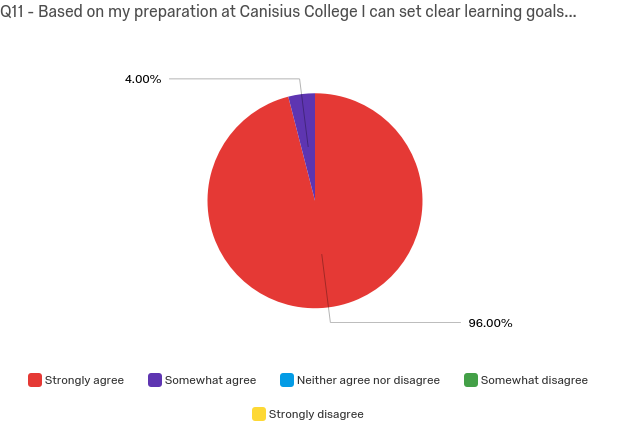 Q11 - Based on my preparation at Canisius College I can set clear learning goals...
4.00%
96.00%
Strongly agree
Somewhat agree
Neither agree nor disagree
Somewhat disagree
Strongly disagree